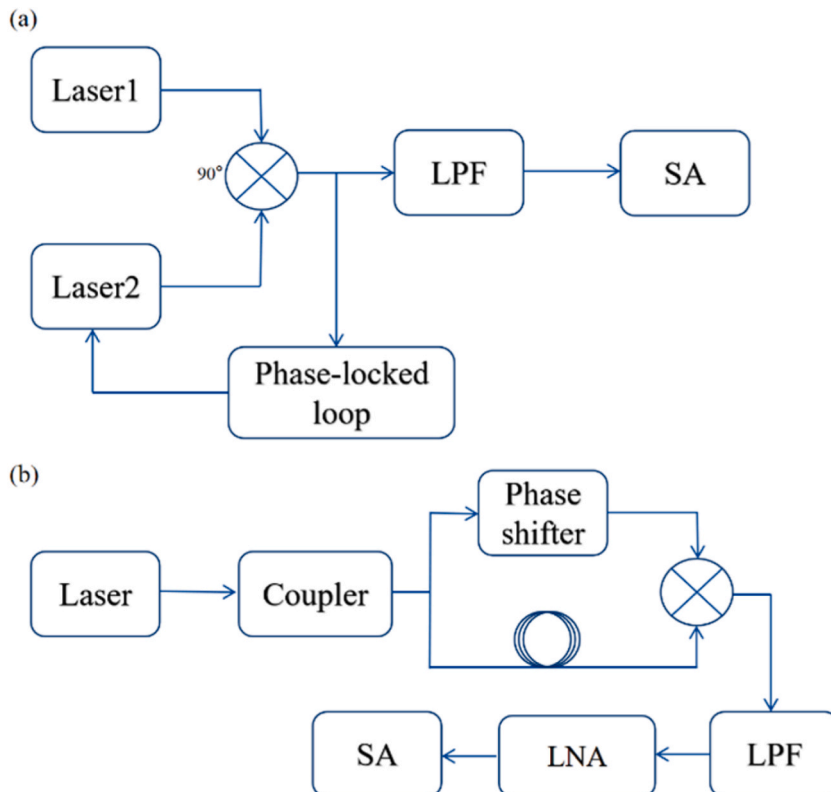 (a)
Laser1
90°
LPF
SA
Laser2
Phase-locked
loop
(b)
Phase
shifter
Laser
Coupler
SA
LNA
LPF